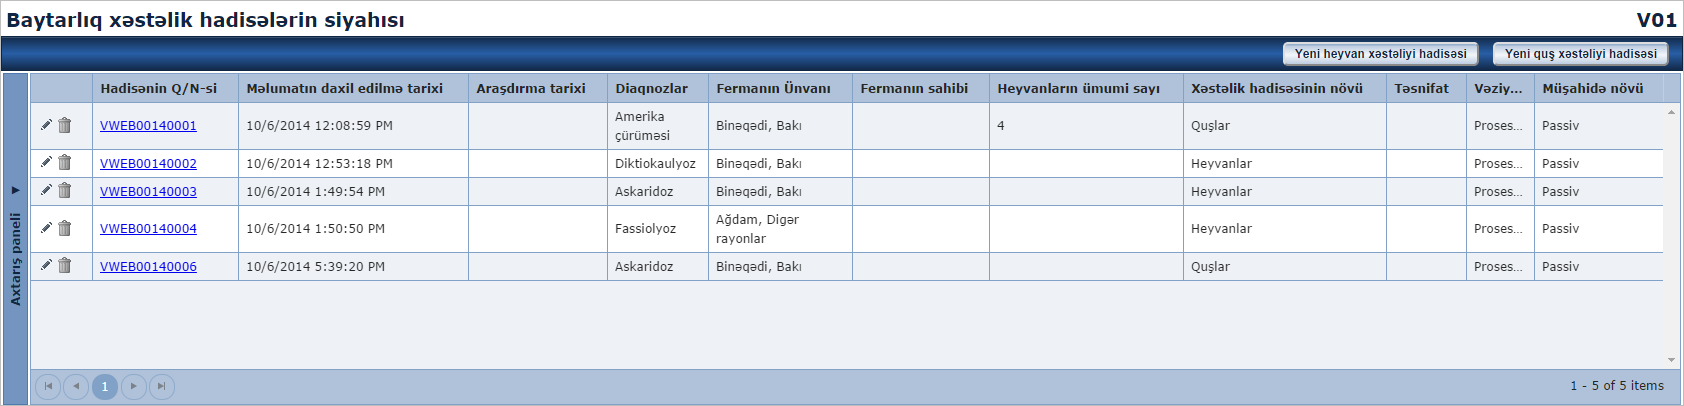 Baytarlıq xəstəlik hadisələrin siyahısı V01
Yeni heyvan xəstəliyi hadisəsi Yeni quş xəstəliyi hadisəsi
Axtarış paneli
Hadisənin Q/N-si Məlumatın daxil edilmə tarixi Araşdırma tarixi Diaqnozlar Fermanın Ünvanı Fermanın sahibi Heyvanların ümumi sayı Xəstəlik hadisəsinin növü Təsnifat Vəziy... Müşahidə növü
VWEB00140001 10/6/2014 12:08:59 PM Amerika çürüməsi Binəqədi, Bakı 4 Quşlar Proses... Passiv
VWEB00140002 10/6/2014 12:53:18 PM Diktiokaulyoz Binəqədi, Bakı Heyvanlar Proses... Passiv
VWEB00140003 10/6/2014 1:49:54 PM Askaridoz Binəqədi, Bakı Heyvanlar Proses... Passiv
VWEB00140004 10/6/2014 1:50:50 PM Fassiolyoz Ağdam, Digər rayonlar Heyvanlar Proses... Passiv
VWEB00140006 10/6/2014 5:39:20 PM Askaridoz Binəqədi, Bakı Quşlar Proses... Passiv
1 1 - 5 of 5 items